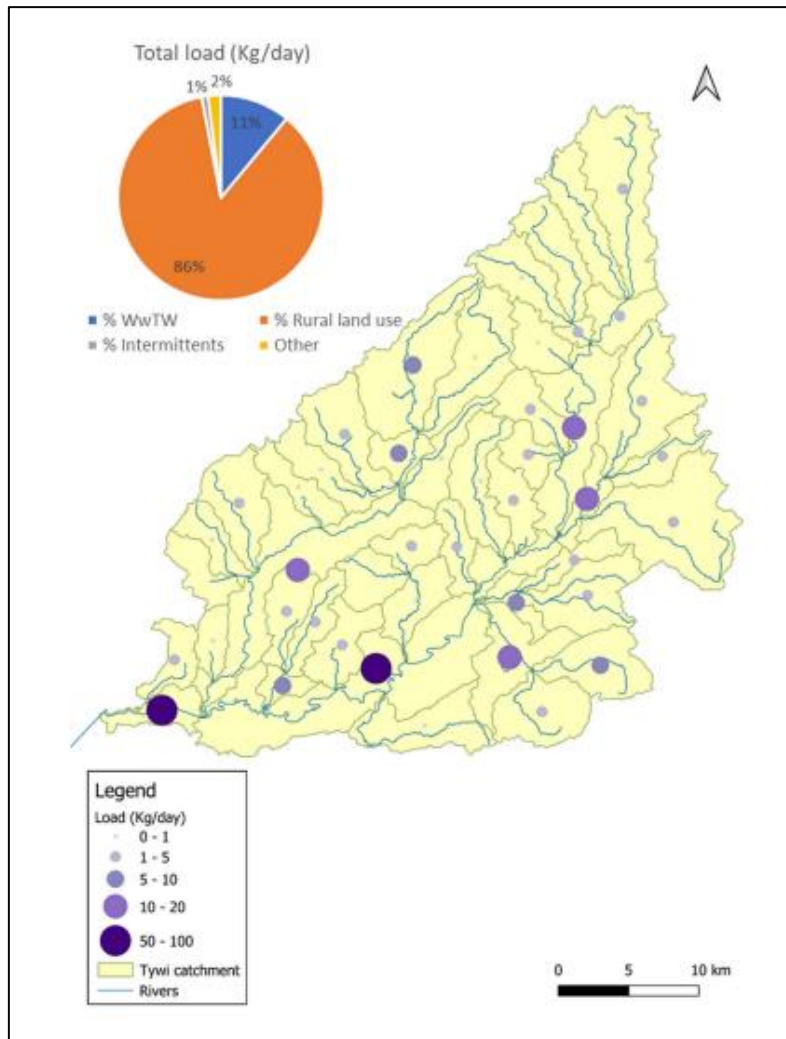 Total load (Kg/day)
1% 2%
11%
86%
% WwTW % Rural land use
% Intermittents Other
Legend
Load (Kg/day)
0 - 1
1 - 5
5 - 10
10 - 20
50 - 100
Tywi catchment
Rivers
0 5 10 km